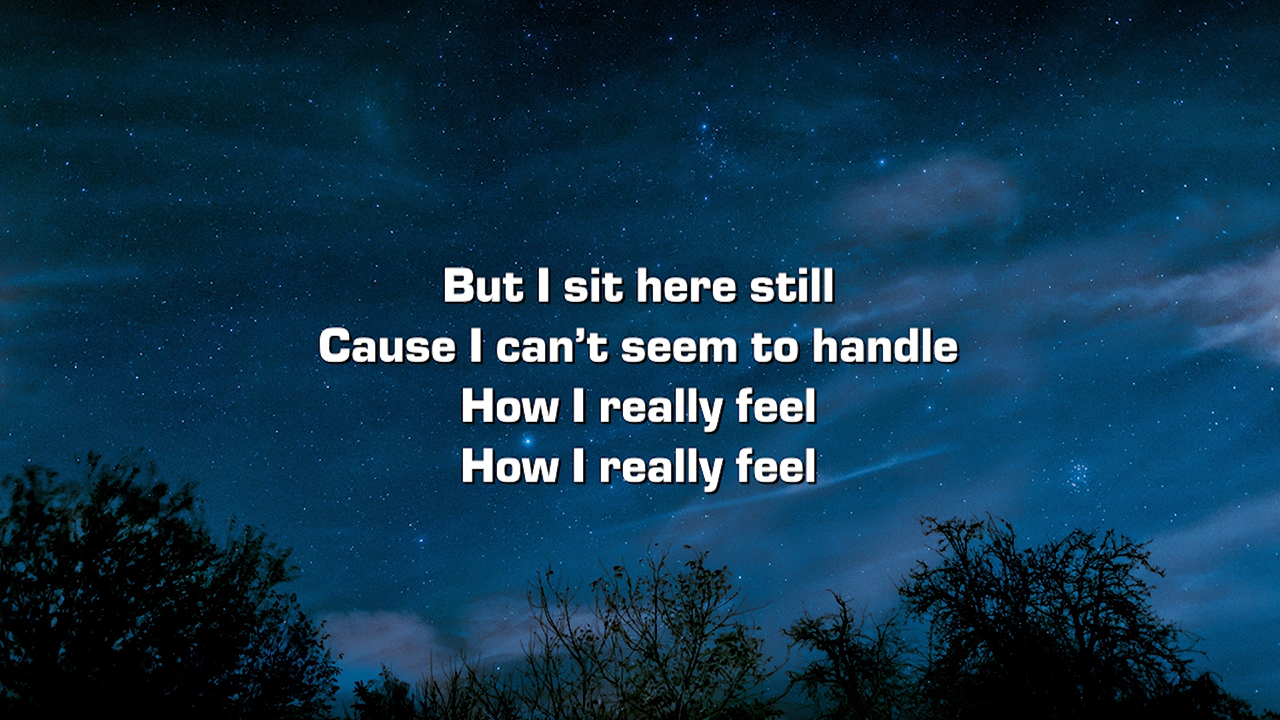 But I sit here still
Cause I can’t seem to handle
How I really feel
How I really feel